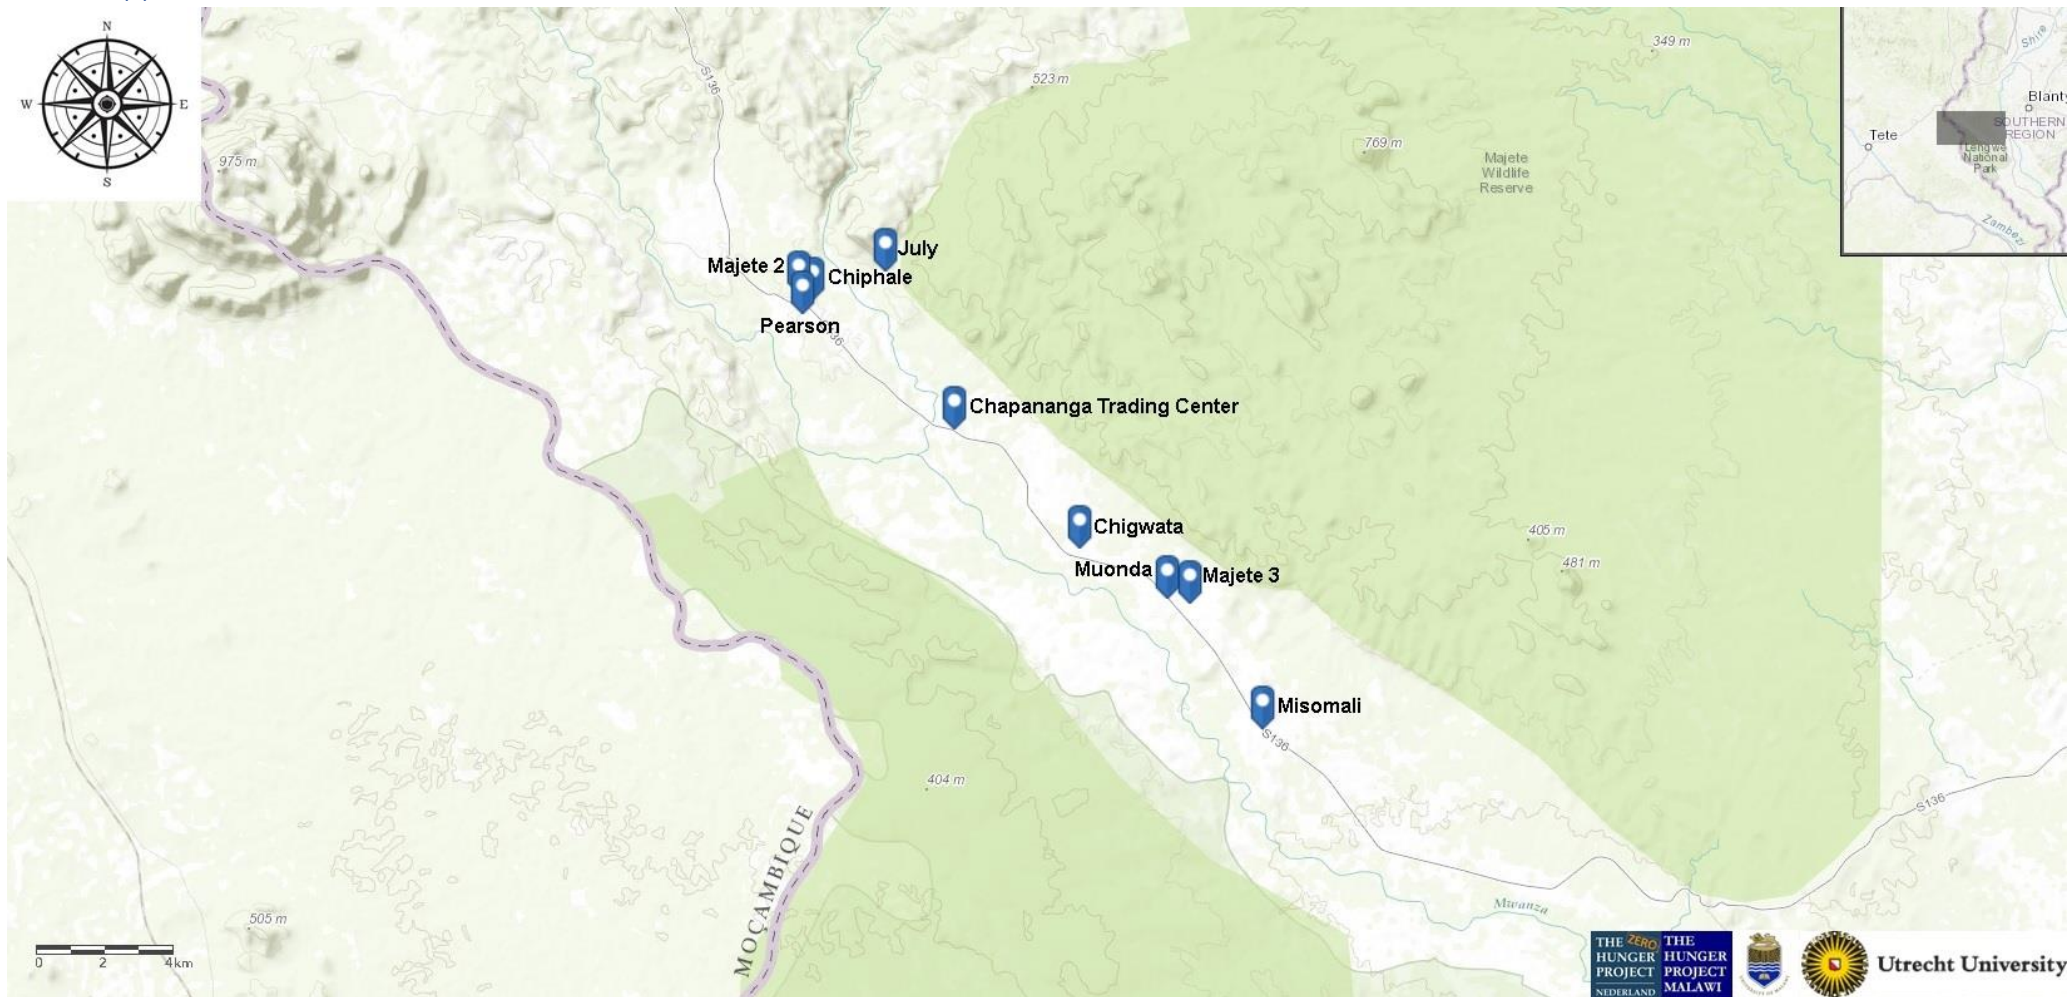 N
W
E
S
975 m
S136
523 m
349 m
769 m
Majete
Wildlife
Reserve
Shire
SOUTHERN
REGION
Tete
Lengwe
National
Park
Zambezi
July
Majete 2
Chiphale
Pearson
Chapananga Trading Center
Chigwata
405 m
481 m
Muonda
Majete 3
Misomali
S136
404 m
S136
MOÇAMBIQUE
505 m
Mwanza
0 2 4km
THE ZERO
HUNGER
PROJECT
NEDERLAND
THE
HUNGER
PROJECT
MALAWI
Utrecht University